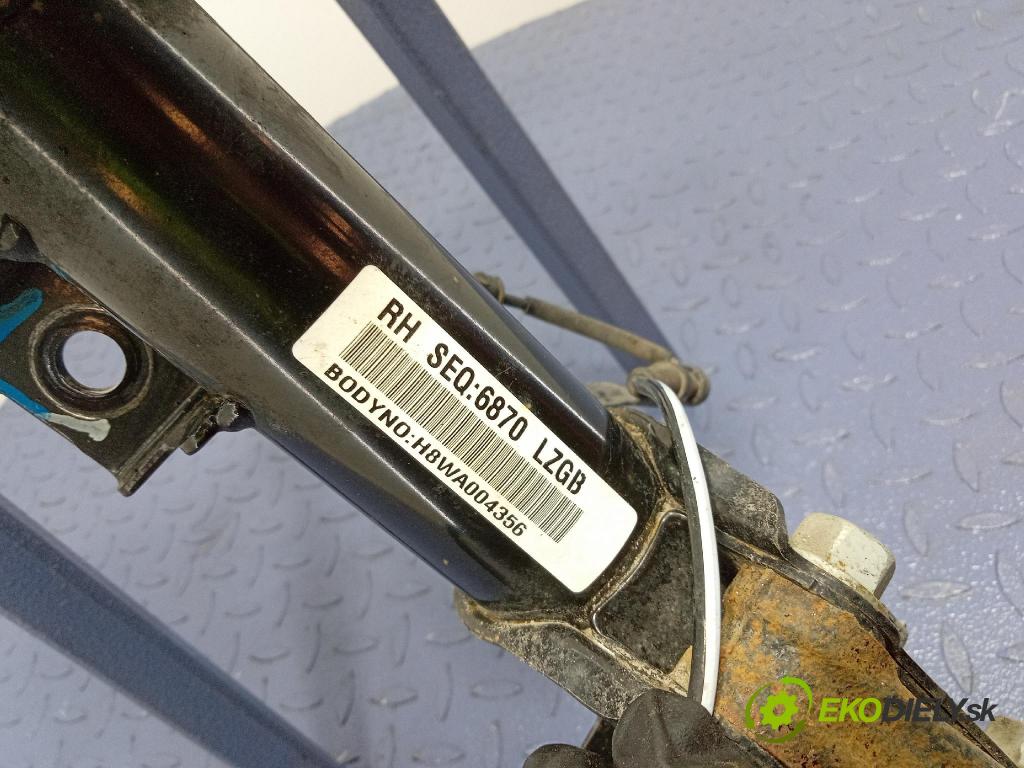 RH SEQ:6870 LZGB
BODYNO:H8WA004356
EKODIELY.sk